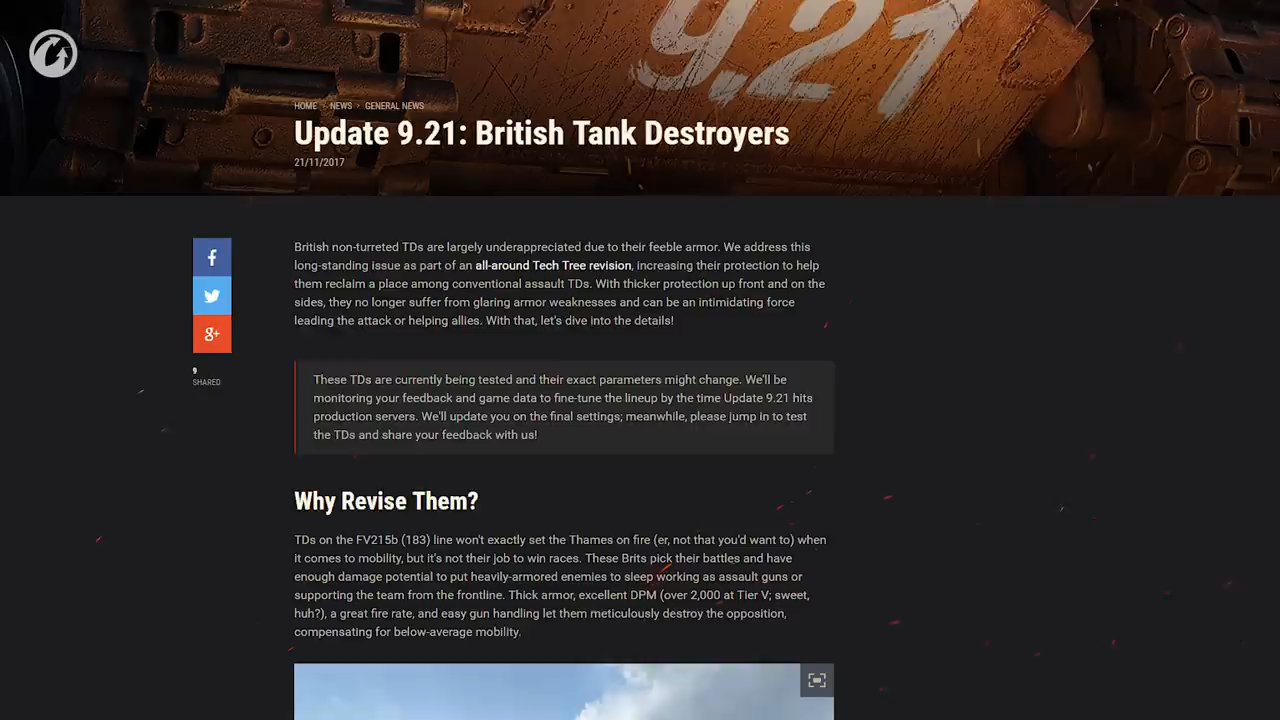 9.21
HOME › NEWS › GENERAL NEWS
Update 9.21: British Tank Destroyers
21/11/2017
British non-turreted TDs are largely underappreciated due to their feeble armor. We address this
long-standing issue as part of an all-around Tech Tree revision, increasing their protection to help
them reclaim a place among conventional assault TDs. With thicker protection up front and on the
sides, they no longer suffer from glaring armor weaknesses and can be an intimidating force
leading the attack or helping allies. With that, let's dive into the details!
f
g+
9
SHARED
These TDs are currently being tested and their exact parameters might change. We'll be
monitoring your feedback and game data to fine-tune the lineup by the time Update 9.21 hits
production servers. We'll update you on the final settings; meanwhile, please jump in to test
the TDs and share your feedback with us!
Why Revise Them?
TDs on the FV215b (183) line won't exactly set the Thames on fire (er, not that you'd want to) when
it comes to mobility, but it's not their job to win races. These Brits pick their battles and have
enough damage potential to put heavily-armored enemies to sleep working as assault guns or
supporting the team from the frontline. Thick armor, excellent DPM (over 2,000 at Tier V; sweet,
huh?), a great fire rate, and easy gun handling let them meticulously destroy the opposition,
compensating for below-average mobility.